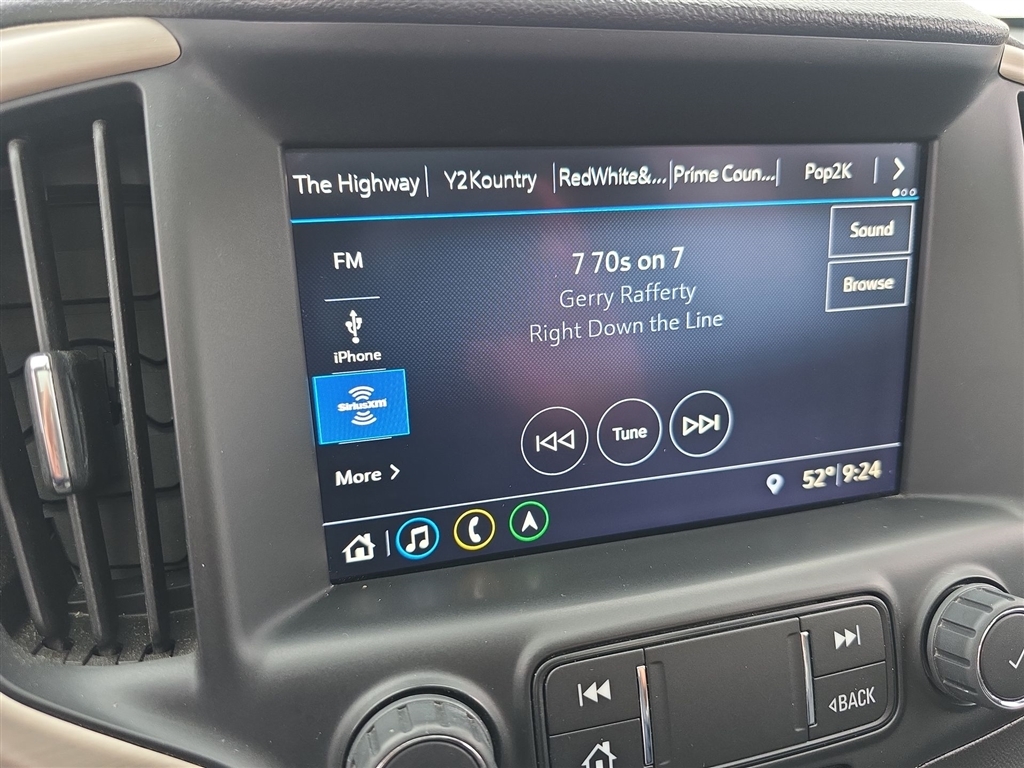 The Highway
Y2Kountry
RedWhite&...
Prime Coun...
Pop2K
Sound
FM
7 70s on 7
Browse
Gerry Rafferty
iPhone
Right Down the Line
SiriusXM
Tune
More
52° 9:24
BACK